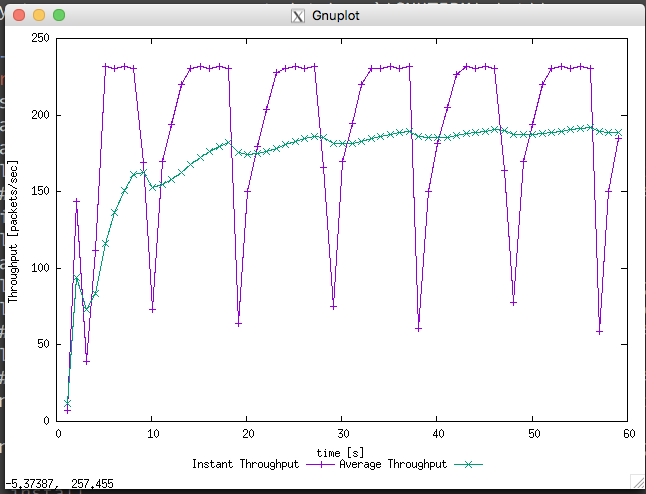 Gnuplot
250
200
150
100
50
0
0 10 20 30 40 50 60
Throughput [packets/sec]
time [s]
Instant Throughput Average Throughput
-5.37387, 257.455